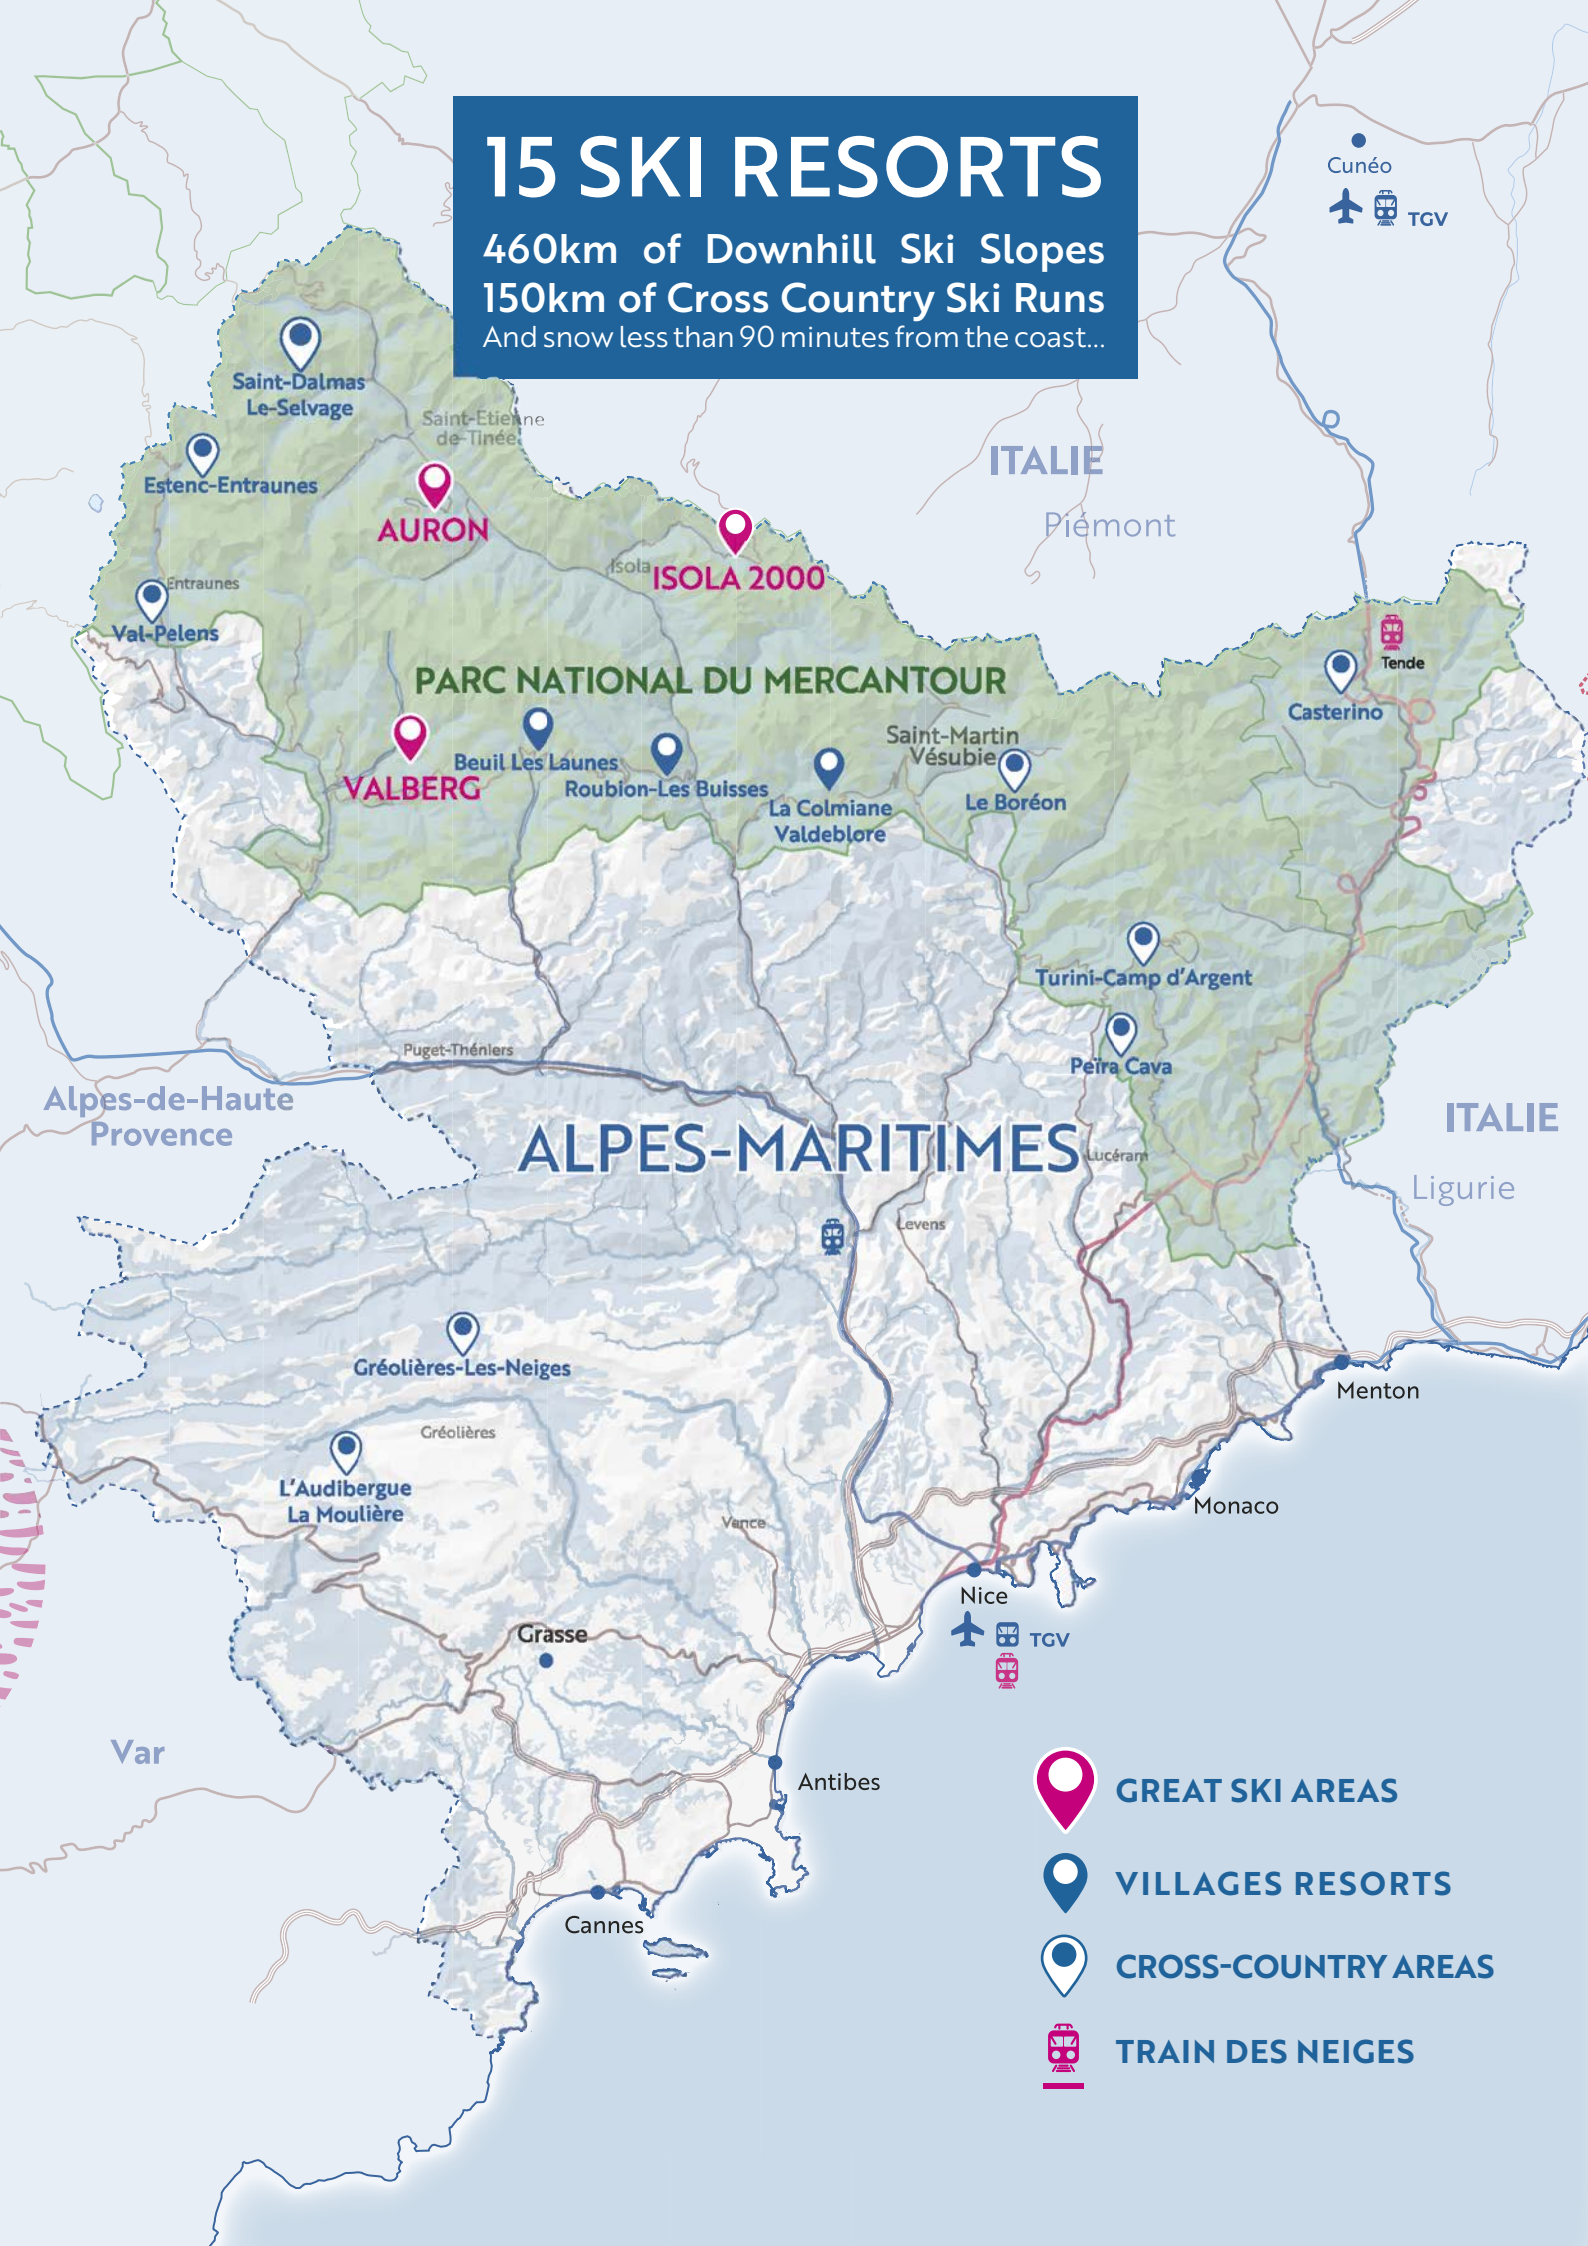 15 SKI RESORTS
460km of Downhill Ski Slopes
150km of Cross Country Ski Runs
And snow less than 90 minutes from the coast...
Cunéo
TGV
Saint-Dalmas
Le-Selvage
Saint-Etienne
de-Tinée
ITALIE
Estenc-Entraunes
AURON
Piémont
Isola
ISOLA 2000
Entraunes
Val-Pelens
Tende
PARC NATIONAL DU MERCANTOUR
Casterino
Saint-Martin
Vésubie
Beuil Les Launes
VALBERG
Roubion-Les Buisses
La Colmiane
Valdeblore
Le Boréon
Turini-Camp d'Argent
Puget-Théniers
Peïra Cava
Alpes-de-Haute
Provence
ALPES-MARITIMES
ITALIE
Lucéram
Ligurie
Levens
Gréolières-Les-Neiges
Menton
Gréolières
L'Audibergue
La Moulière
Monaco
Vence
Nice
TGV
Grasse
Var
Antibes
GREAT SKI AREAS
VILLAGES RESORTS
Cannes
CROSS-COUNTRY AREAS
TRAIN DES NEIGES